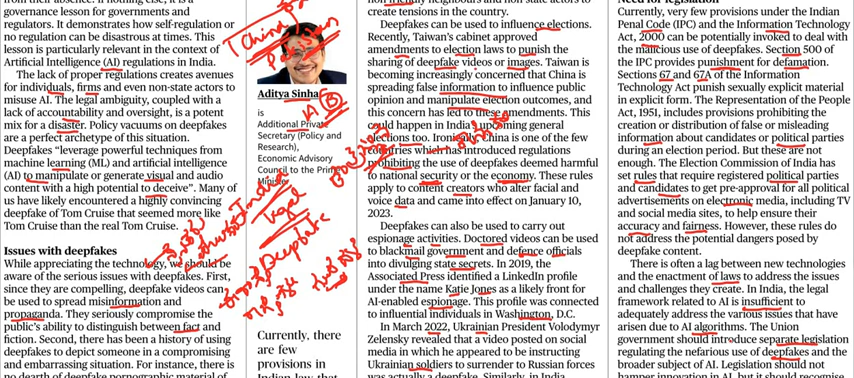 from their absence. If nothing else, it is a
governance lesson for governments and
regulators. It demonstrates how self-regulation or
no regulation can be disastrous at times. This
lesson is particularly relevant in the context of
Artificial Intelligence (AI) regulations in India.
The lack of proper regulations creates avenues
for individuals, firms and even non-state actors to
misuse AI. The legal ambiguity, coupled with a
lack of accountability and oversight, is a potent
mix for a disaster. Policy vacuums on deepfakes
are a perfect archetype of this situation.
Deepfakes “leverage powerful techniques from
machine learning (ML) and artificial intelligence
(AI) to manipulate or generate visual and audio
content with a high potential to deceive”. Many of
us have likely encountered a highly convincing
deepfake of Tom Cruise that seemed more like
Tom Cruise than the real Tom Cruise.
Issues with deepfakes
While appreciating the technology, we should be
aware of the serious issues with deepfakes. First,
since they are compelling, deepfake videos can
be used to spread misinformation and
propaganda. They seriously compromise the
public’s ability to distinguish between fact and
fiction. Second, there has been a history of using
deepfakes to depict someone in a compromising
and embarrassing situation. For instance, there is
no dearth of deepfake pornographic material of
China
Aditya Sinha
is
Additional Private
Secretary (Policy and
Research),
Economic Advisory
Council to the Prime
Minister
Legal
Deepfake
Currently, there
are few
provisions in
Indian law that
non-friendly neighbours and non-state actors to
create tensions in the country.
Deepfakes can be used to influence elections.
Recently, Taiwan’s cabinet approved
amendments to election laws to punish the
sharing of deepfake videos or images. Taiwan is
becoming increasingly concerned that China is
spreading false information to influence public
opinion and manipulate election outcomes, and
this concern has led to these amendments. This
could happen in India’s upcoming general
elections too. Ironically, China is one of the few
countries which has introduced regulations
prohibiting the use of deepfakes deemed harmful
to national security or the economy. These rules
apply to content creators who alter facial and
voice data and came into effect on January 10,
2023.
Deepfakes can also be used to carry out
espionage activities. Doctored videos can be used
to blackmail government and defence officials
into divulging state secrets. In 2019, the
Associated Press identified a LinkedIn profile
under the name Katie Jones as a likely front for
AI-enabled espionage. This profile was connected
to influential individuals in Washington, D.C.
In March 2022, Ukrainian President Volodymyr
Zelensky revealed that a video posted on social
media in which he appeared to be instructing
Ukrainian soldiers to surrender to Russian forces
was actually a deepfake. Similarly, in India
Need for legislation
Currently, very few provisions under the Indian
Penal Code (IPC) and the Information Technology
Act, 2000 can be potentially invoked to deal with
the malicious use of deepfakes. Section 500 of
the IPC provides punishment for defamation.
Sections 67 and 67A of the Information
Technology Act punish sexually explicit material
in explicit form. The Representation of the People
Act, 1951, includes provisions prohibiting the
creation or distribution of false or misleading
information about candidates or political parties
during an election period. But these are not
enough. The Election Commission of India has
set rules that require registered political parties
and candidates to get pre-approval for all political
advertisements on electronic media, including TV
and social media sites, to help ensure their
accuracy and fairness. However, these rules do
not address the potential dangers posed by
deepfake content.
There is often a lag between new technologies
and the enactment of laws to address the issues
and challenges they create. In India, the legal
framework related to AI is insufficient to
adequately address the various issues that have
arisen due to AI algorithms. The Union
government should introduce separate legislation
regulating the nefarious use of deepfakes and the
broader subject of AI. Legislation should not
hamper innovation in AI, but it should recognise